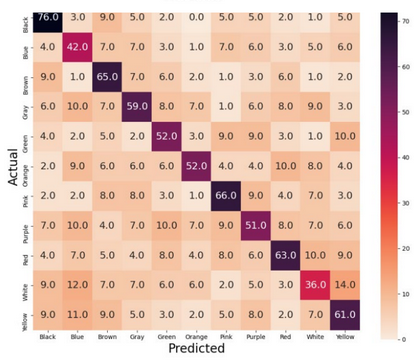 Black 76.0 3.0 9.0 5.0 2.0 0.0 5.0 5.0 2.0 1.0 5.0
Blue 4.0 42.0 7.0 7.0 3.0 1.0 7.0 6.0 3.0 5.0 6.0
Brown 9.0 1.0 65.0 7.0 6.0 2.0 1.0 3.0 6.0 1.0 2.0
Gray 6.0 10.0 7.0 59.0 8.0 7.0 1.0 6.0 8.0 9.0 3.0
Green 4.0 2.0 5.0 2.0 52.0 3.0 9.0 9.0 3.0 1.0 10.0
Orange 2.0 9.0 6.0 6.0 6.0 52.0 4.0 4.0 10.0 8.0 4.0
Pink 2.0 2.0 8.0 8.0 3.0 1.0 66.0 9.0 4.0 7.0 3.0
Purple 7.0 10.0 4.0 7.0 10.0 7.0 9.0 51.0 8.0 7.0 6.0
Red 4.0 7.0 5.0 4.0 8.0 2.0 4.0 9.0 63.0 10.0 9.0
White 9.0 12.0 7.0 7.0 6.0 6.0 2.0 5.0 3.0 36.0 14.0
Yellow 9.0 11.0 9.0 5.0 3.0 2.0 5.0 8.0 2.0 7.0 61.0
Black Blue Brown Gray Green Orange Pink Purple Red White Yellow
Predicted
Actual
70
60
50
40
30
20
10
0